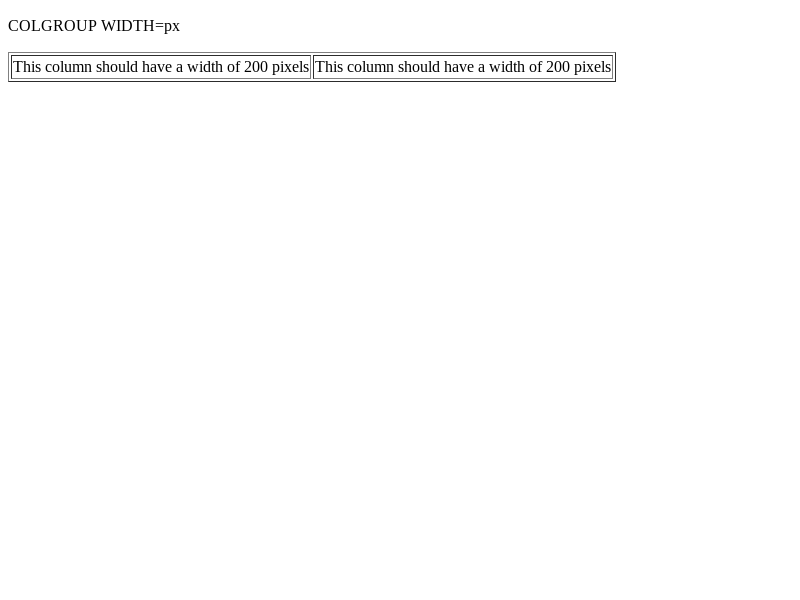 COLGROUP WIDTH=px
This column should have a width of 200 pixels This column should have a width of 200 pixels